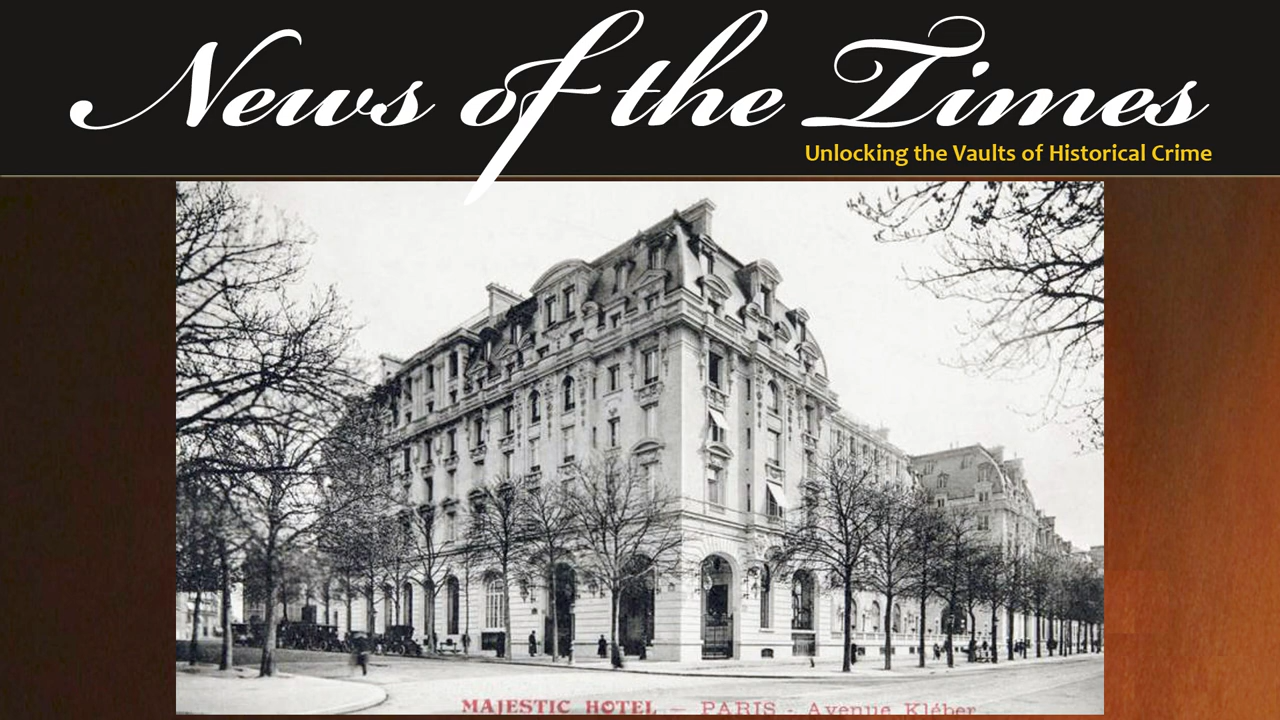 News of the Times
Unlocking the Vaults of Historical Crime
MAJESTIC HOTEL — PARIS - Avenue Kléber